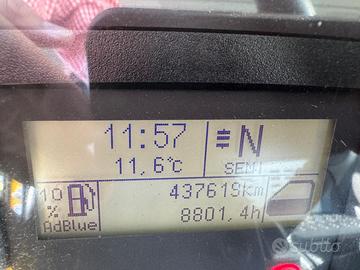 11:57
N
11,6°c
SEMI
10
%
AdBlue
437619km
8801,4h
subito